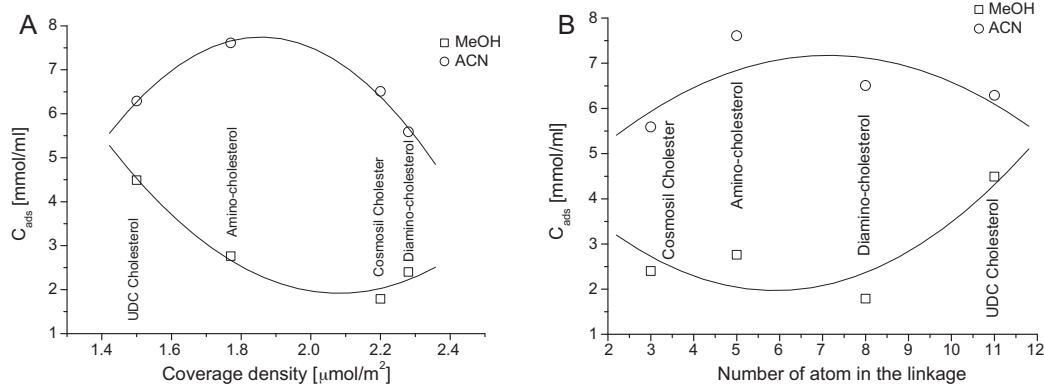 A
8
7
6
5
4
3
2
1
C_ads [mmol/ml]
□ MeOH
○ ACN
UDC Cholesterol
Amino-cholesterol
Cosmosil Cholester
Diamino-cholesterol
1.4 1.6 1.8 2.0 2.2 2.4
Coverage density [μmol/m²]
B
8
7
6
5
4
3
2
1
C_ads [mmol/ml]
□ MeOH
○ ACN
Cosmosil Cholester
Amino-cholesterol
Diamino-cholesterol
UDC Cholesterol
2 3 4 5 6 7 8 9 10 11 12
Number of atom in the linkage